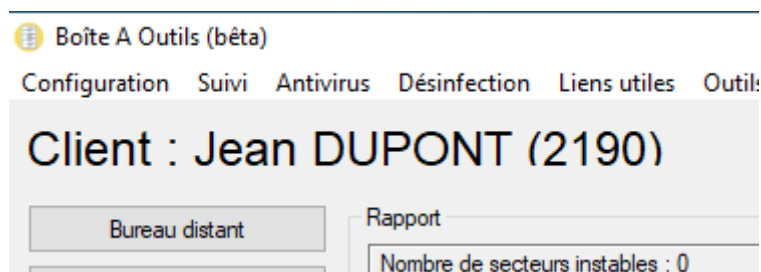 Boîte A Outils (bêta)
Configuration Suivi Antivirus Désinfection Liens utiles Outils
Client : Jean DUPONT (2190)
Bureau distant
Rapport
Nombre de secteurs instables : 0